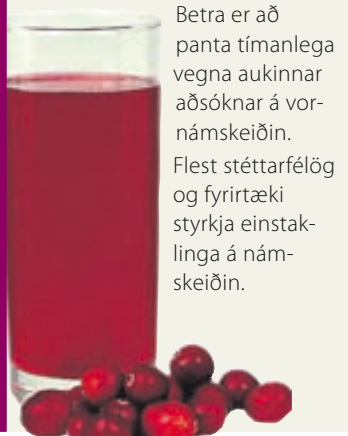 Betra er að
panta tímanlega
vegna aukinnar
aðsóknar á vor-
námskeiðin.
Flest stéttarfélög
og fyrirtæki
styrkja einstak-
linga á nám-
skeiðin.